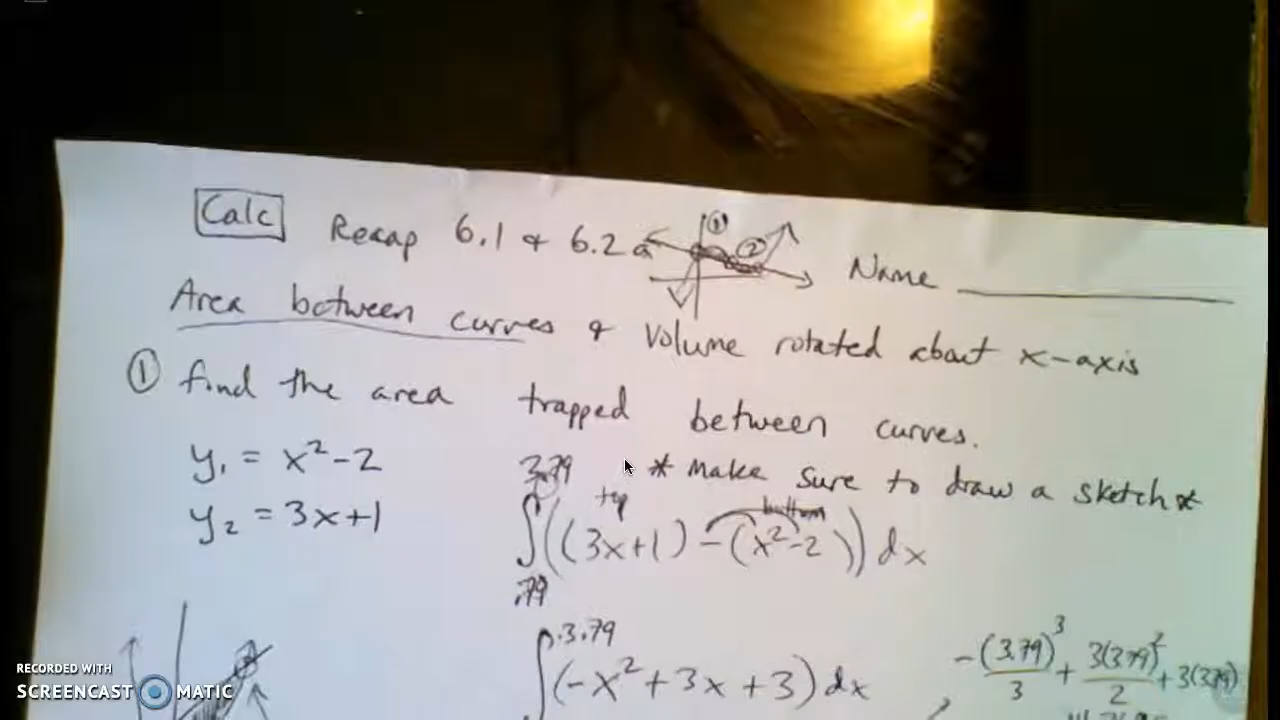 Calc Recap 6.1 & 6.2a Name
① ②
Area between curves & Volume rotated about x-axis
① find the area trapped between curves.
y₁ = x²-2
y₂ = 3x+1
* Make sure to draw a sketch *
3.79
top bottom
∫((3x+1) - (x²-2)) dx
.79
3.79
∫(-x²+3x+3)dx
-(3.79)³/3 + 3(3.79)²/2 + 3(3.79)
RECORDED WITH
SCREENCAST MATIC